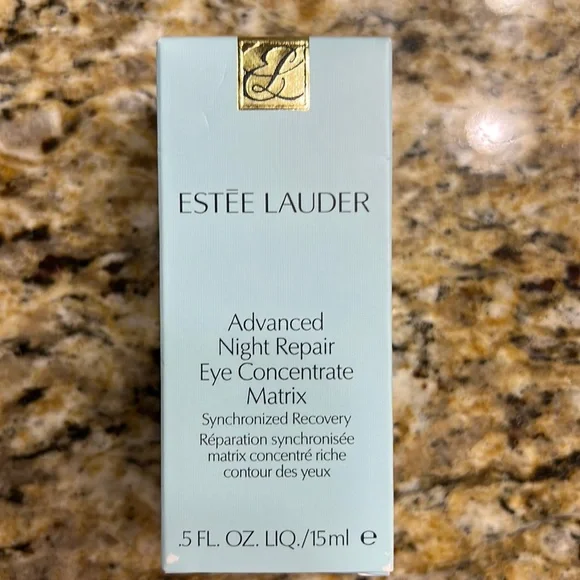 EL
ESTĒE LAUDER
Advanced
Night Repair
Eye Concentrate
Matrix
Synchronized Recovery
Réparation synchronisée
matrix concentré riche
contour des yeux
.5 FL. OZ. LIQ./15ml e